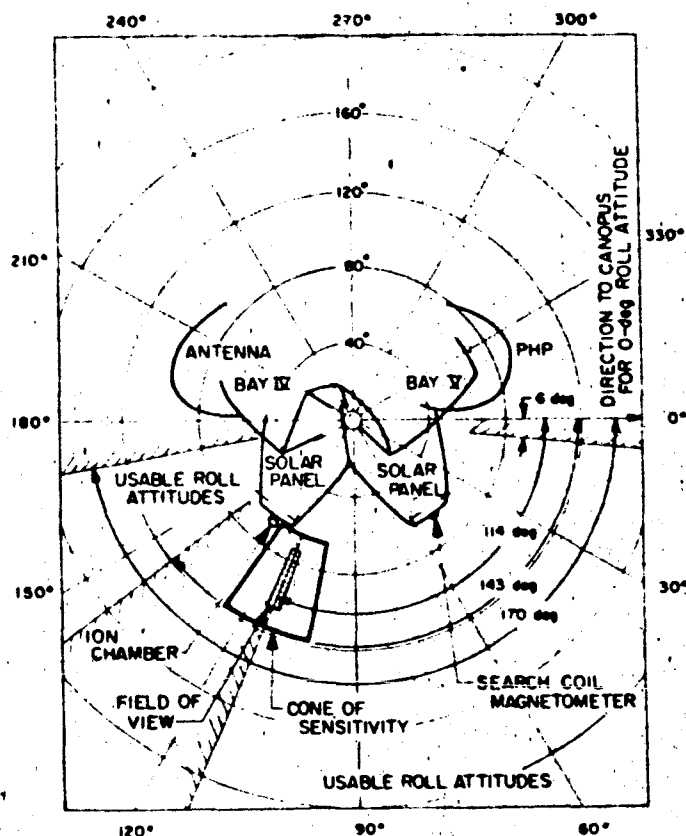 240°
270°
300°
160°
120°
80°
40°
330°
210°
180°
0°
150°
30°
120°
90°
60°
DIRECTION TO CANOPUS
FOR 0-deg ROLL ATTITUDE
ANTENNA
PHP
BAY IV
BAY V
6 deg
SOLAR
PANEL
SOLAR
PANEL
USABLE ROLL
ATTITUDES
114 deg
143 deg
170 deg
ION
CHAMBER
FIELD OF
VIEW
CONE OF
SENSITIVITY
SEARCH COIL
MAGNETOMETER
USABLE ROLL ATTITUDES